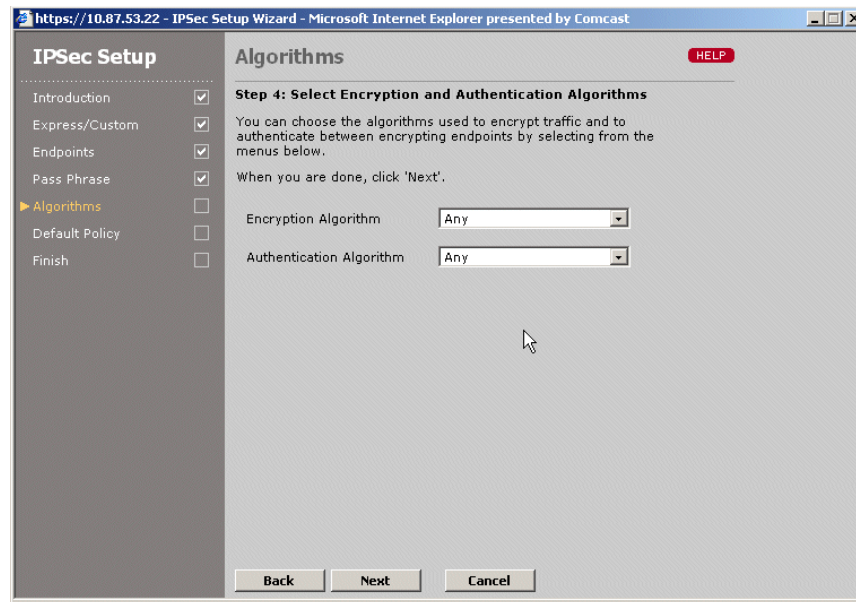 https://10.87.53.22 - IPSec Setup Wizard - Microsoft Internet Explorer presented by Comcast
IPSec Setup
Introduction
Express/Custom
Endpoints
Pass Phrase
Algorithms
Default Policy
Finish
Algorithms
HELP
Step 4: Select Encryption and Authentication Algorithms
You can choose the algorithms used to encrypt traffic and to
authenticate between encrypting endpoints by selecting from the
menus below.
When you are done, click 'Next'.
Encryption Algorithm Any
Authentication Algorithm Any
Back Next Cancel